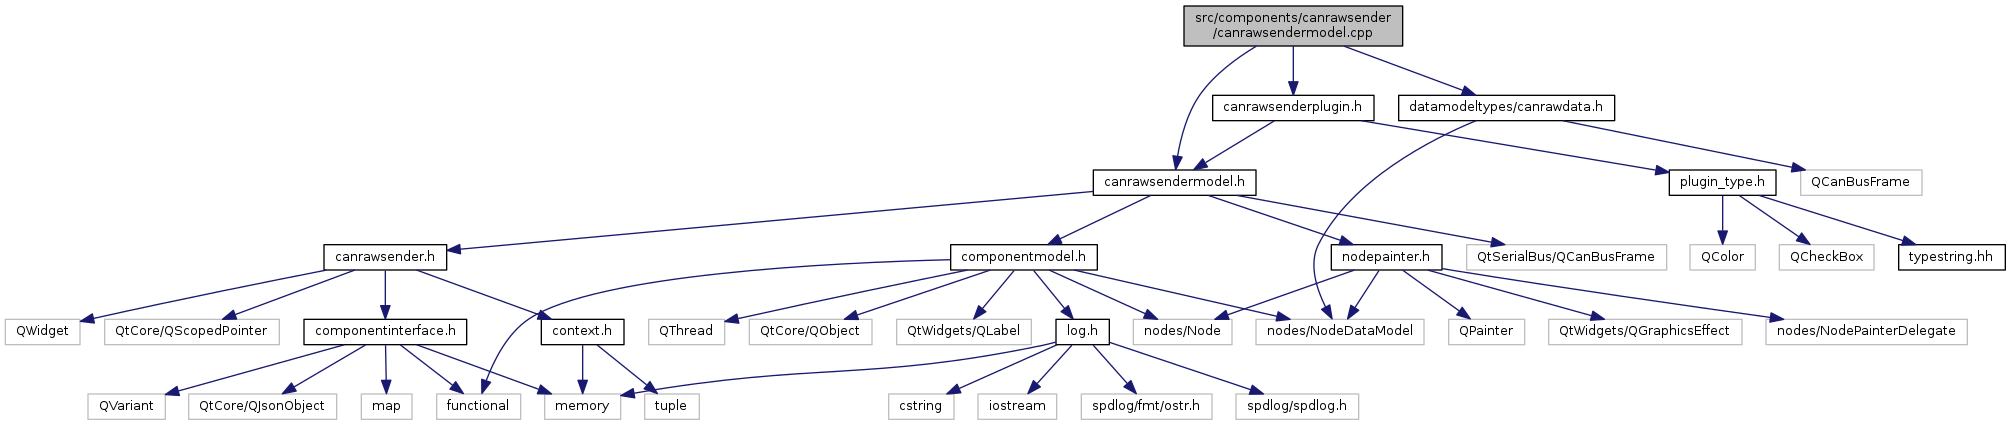 src/components/canrawsender
/canrawsendermodel.cpp
canrawsenderplugin.h
datamodeltypes/canrawdata.h
canrawsendermodel.h
plugin_type.h
QCanBusFrame
canrawsender.h
componentmodel.h
nodepainter.h
QtSerialBus/QCanBusFrame
QColor
QCheckBox
typestring.hh
QWidget
QtCore/QScopedPointer
componentinterface.h
context.h
QThread
QtCore/QObject
QtWidgets/QLabel
log.h
nodes/Node
nodes/NodeDataModel
QPainter
QtWidgets/QGraphicsEffect
nodes/NodePainterDelegate
QVariant
QtCore/QJsonObject
map
functional
memory
tuple
cstring
iostream
spdlog/fmt/ostr.h
spdlog/spdlog.h